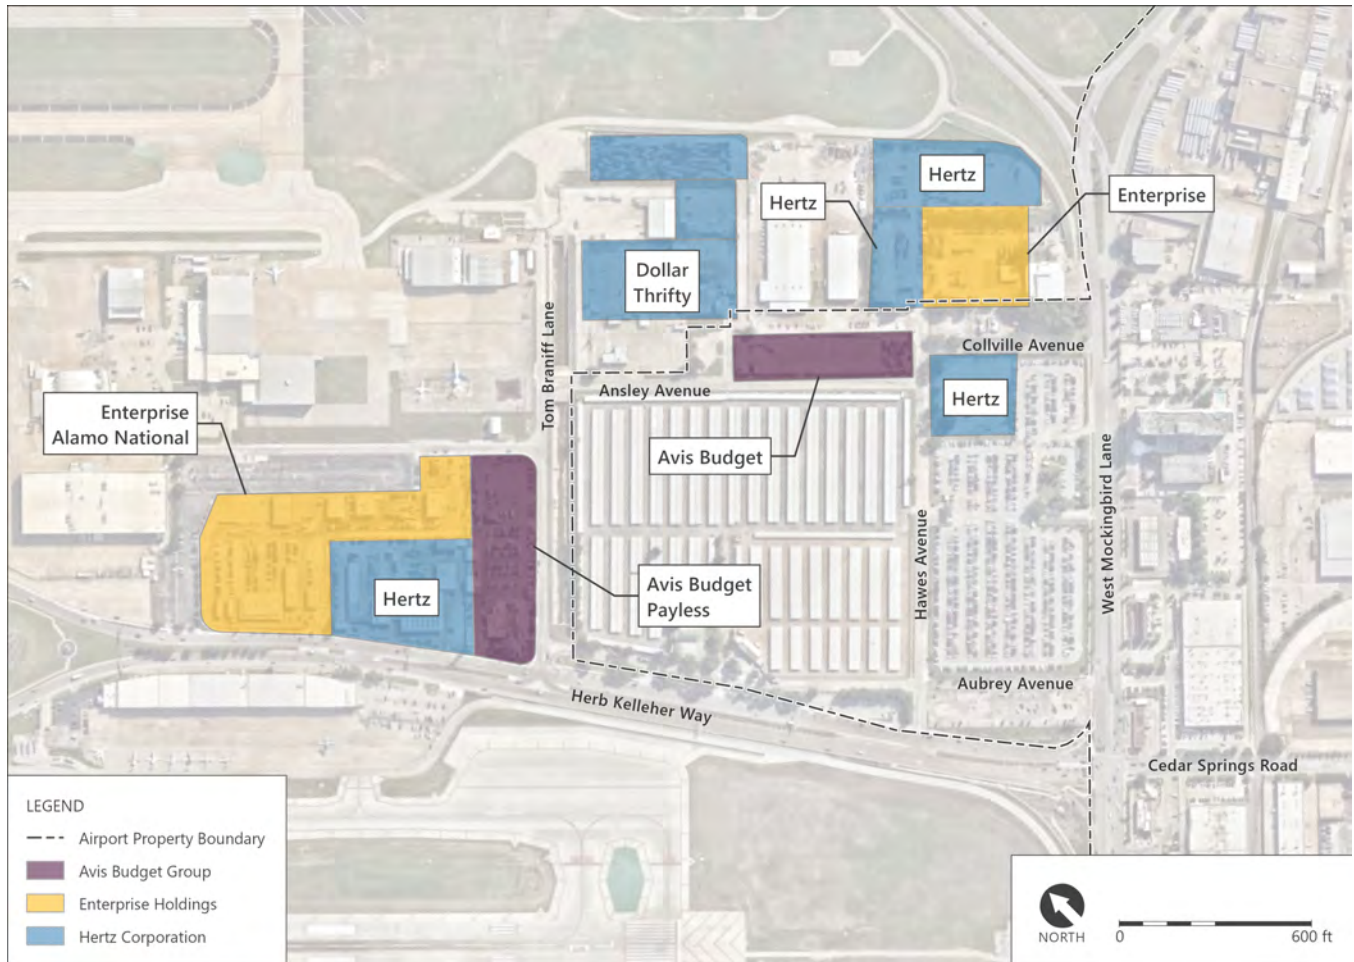 Hertz
Hertz
Enterprise
Dollar
Thrifty
Tom Braniff Lane
Collville Avenue
Ansley Avenue
Hertz
Enterprise
Alamo National
Avis Budget
West Mockingbird Lane
Hawes Avenue
Avis Budget
Payless
Hertz
Aubrey Avenue
Herb Kelleher Way
Cedar Springs Road
LEGEND
Airport Property Boundary
Avis Budget Group
Enterprise Holdings
Hertz Corporation
NORTH
0 600 ft